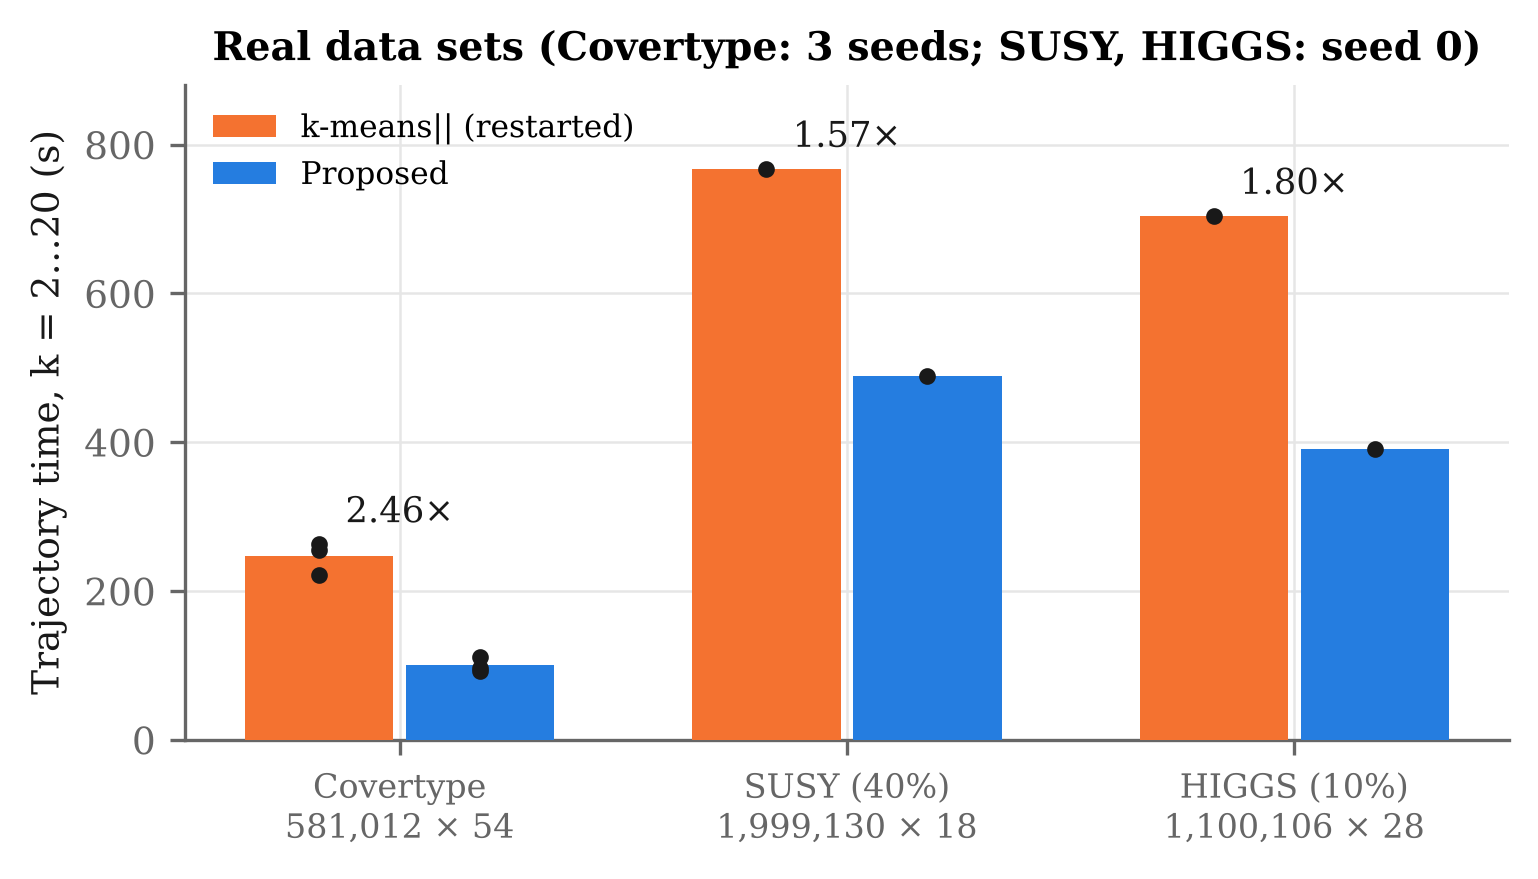 Real data sets (Covertype: 3 seeds; SUSY, HIGGS: seed 0)
k-means|| (restarted)
Proposed
Trajectory time, k = 2...20 (s)
800
600
400
200
0
2.46×
1.57×
1.80×
Covertype
581,012 × 54
SUSY (40%)
1,999,130 × 18
HIGGS (10%)
1,100,106 × 28